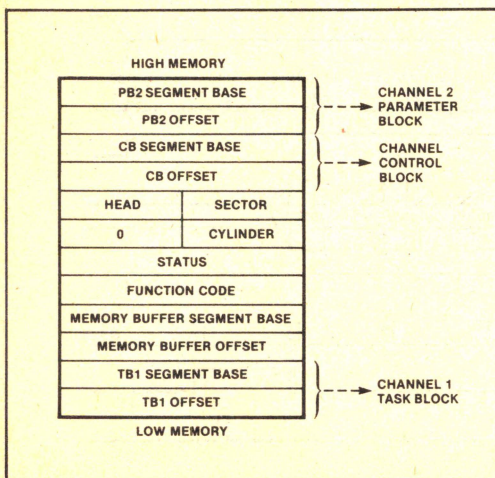 HIGH MEMORY
PB2 SEGMENT BASE
PB2 OFFSET
CHANNEL 2
PARAMETER
BLOCK
CB SEGMENT BASE
CB OFFSET
CHANNEL
CONTROL
BLOCK
HEAD SECTOR
0 CYLINDER
STATUS
FUNCTION CODE
MEMORY BUFFER SEGMENT BASE
MEMORY BUFFER OFFSET
TB1 SEGMENT BASE
TB1 OFFSET
CHANNEL 1
TASK BLOCK
LOW MEMORY